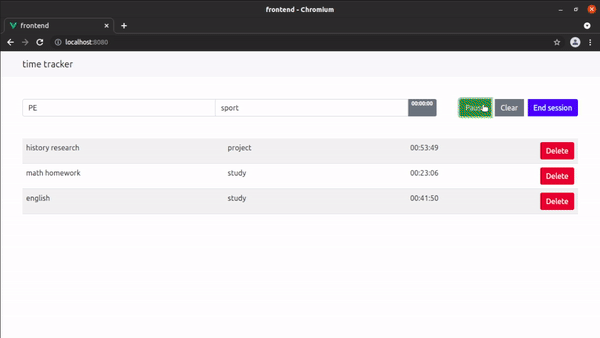 frontend - Chromium
frontend
localhost:8080
time tracker
PE sport 00:00:00 Pause Clear End session
history research project 00:53:49 Delete
math homework study 00:23:06 Delete
english study 00:41:50 Delete